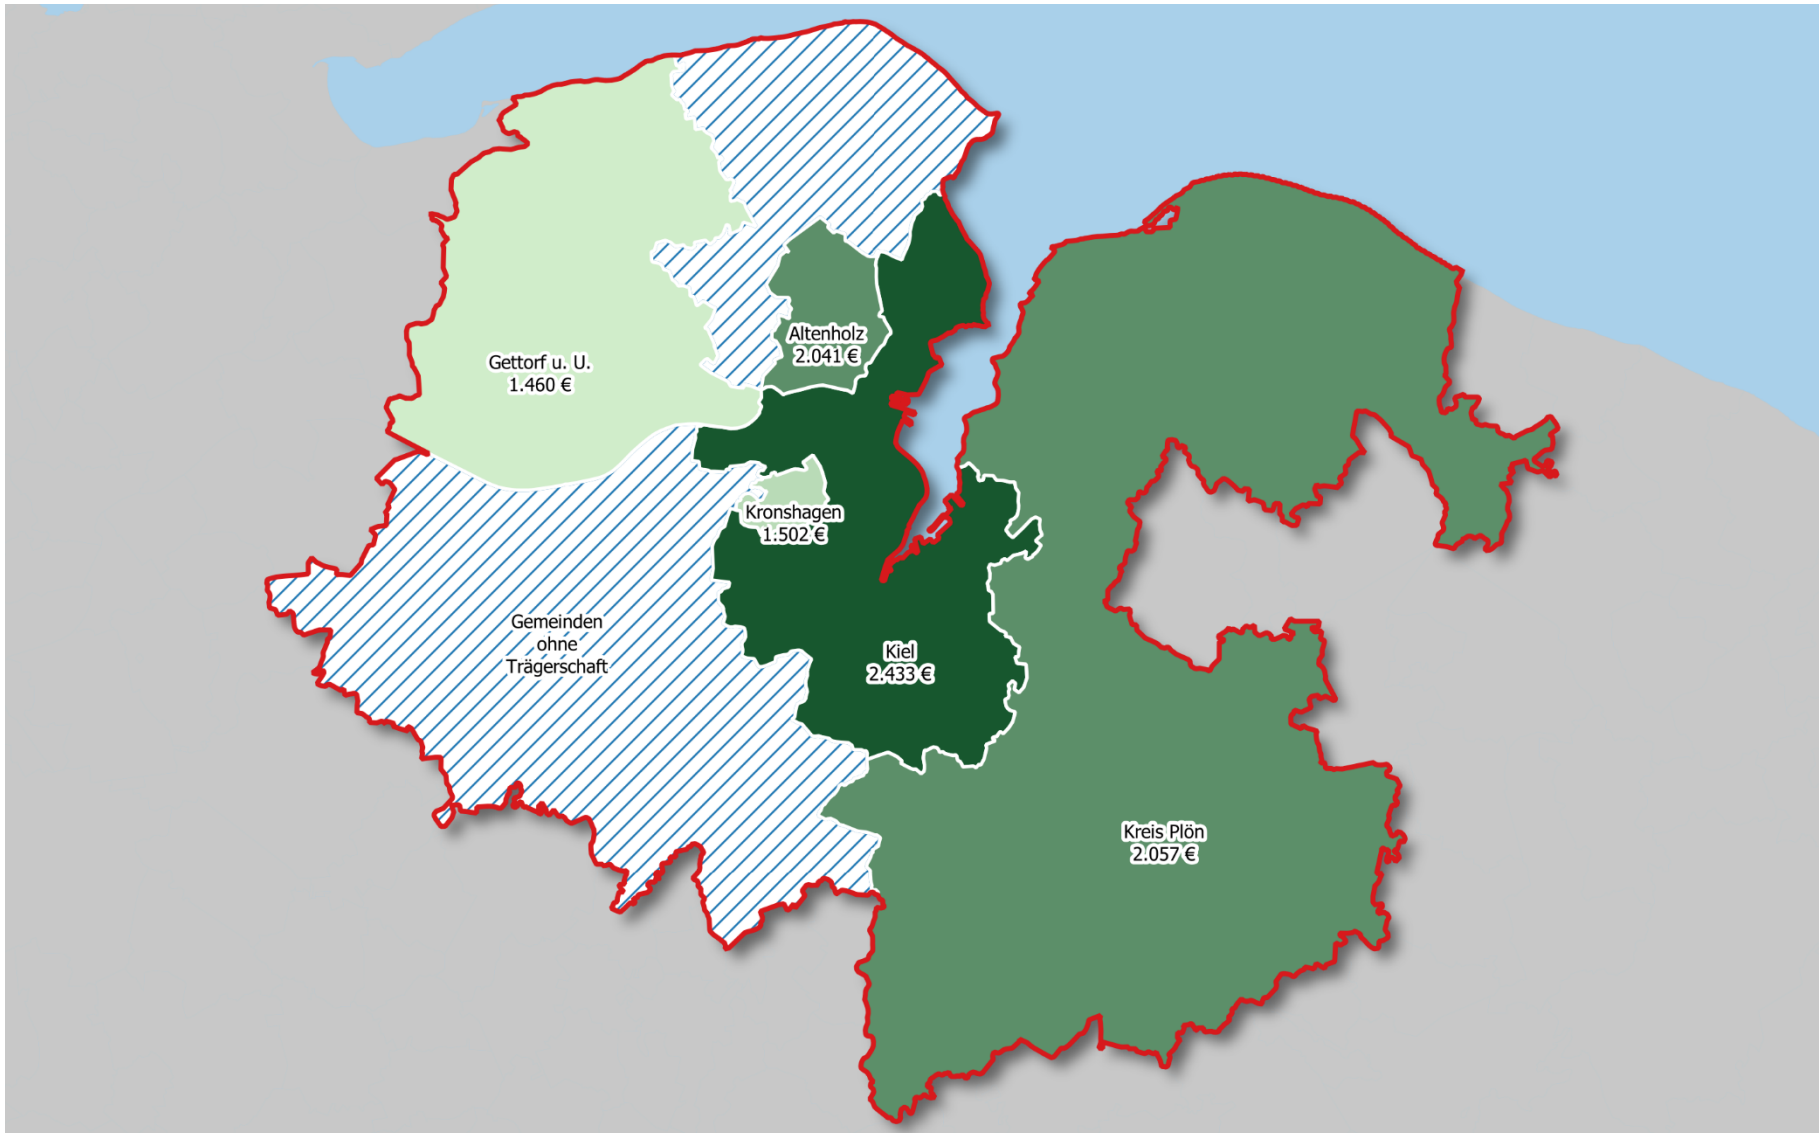 Altenholz
2.041 €
Gettorf u. U.
1.460 €
Kronshagen
1.502 €
Gemeinden
ohne
Trägerschaft
Kiel
2.433 €
Kreis Plön
2.057 €